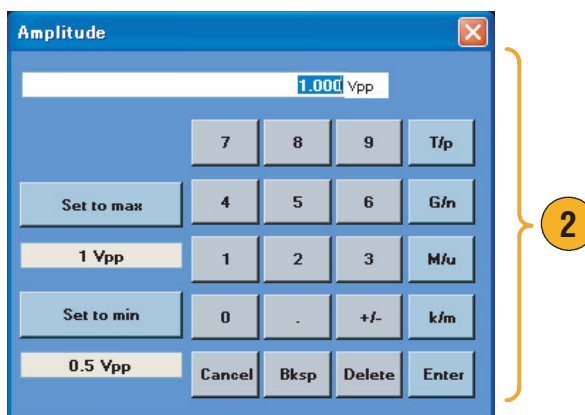 Amplitude
1.000 Vpp
7 8 9 T/p
Set to max 4 5 6 G/n
1 Vpp 1 2 3 M/u
Set to min 0 . +/- k/m
0.5 Vpp Cancel Bksp Delete Enter
2